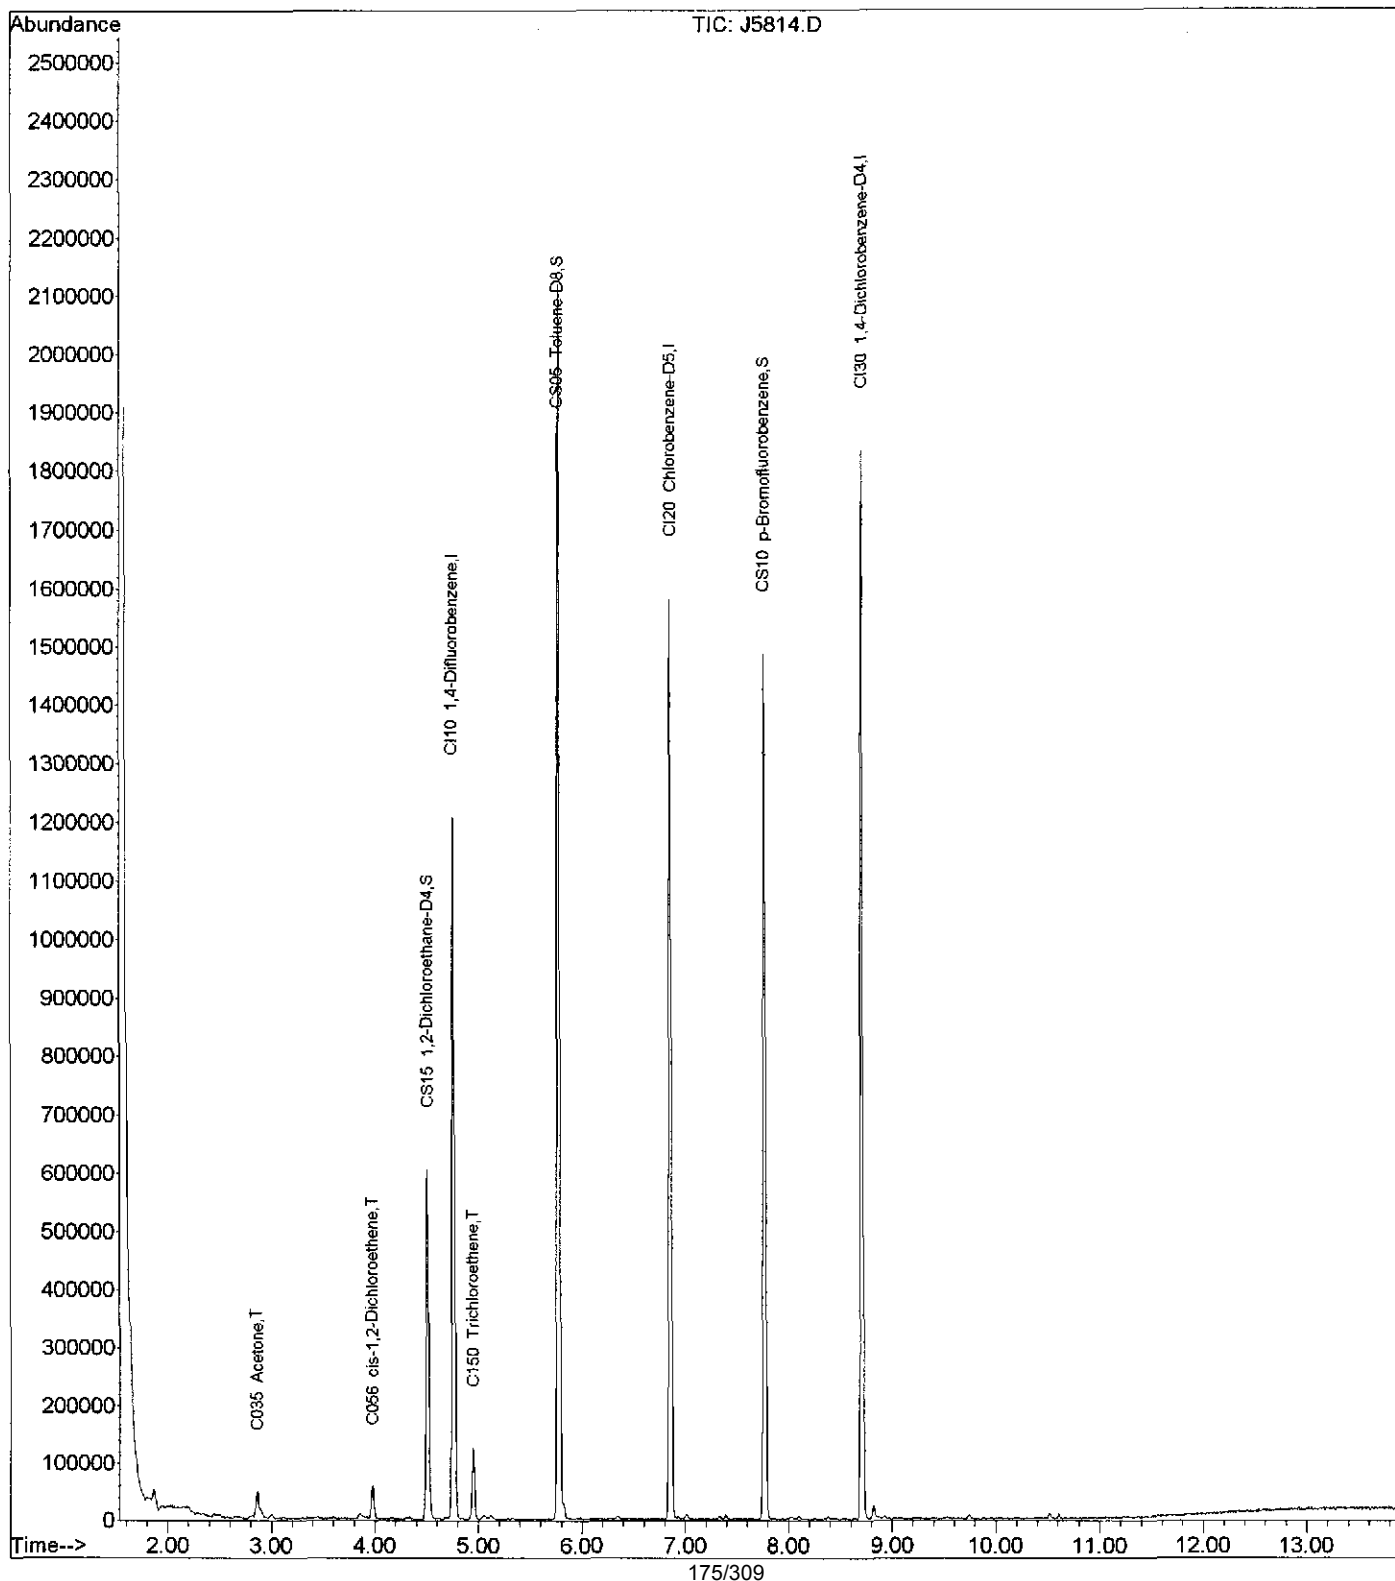 Abundance
TIC: J5814.D
2500000
2400000
2300000
2200000
2100000
2000000
1900000
1800000
1700000
1600000
1500000
1400000
1300000
1200000
1100000
1000000
900000
800000
700000
600000
500000
400000
300000
200000
100000
0
C035 Acetone,T
C056 cis-1,2-Dichloroethene,T
CS15 1,2-Dichloroethane-D4,S
CI10 1,4-Difluorobenzene,I
C150 Trichloroethene,T
CS05 Toluene-D8,S
CI20 Chlorobenzene-D5,I
CS10 p-Bromofluorobenzene,S
CI30 1,4-Dichlorobenzene-D4,I
Time--> 2.00 3.00 4.00 5.00 6.00 7.00 8.00 9.00 10.00 11.00 12.00 13.00
175/309